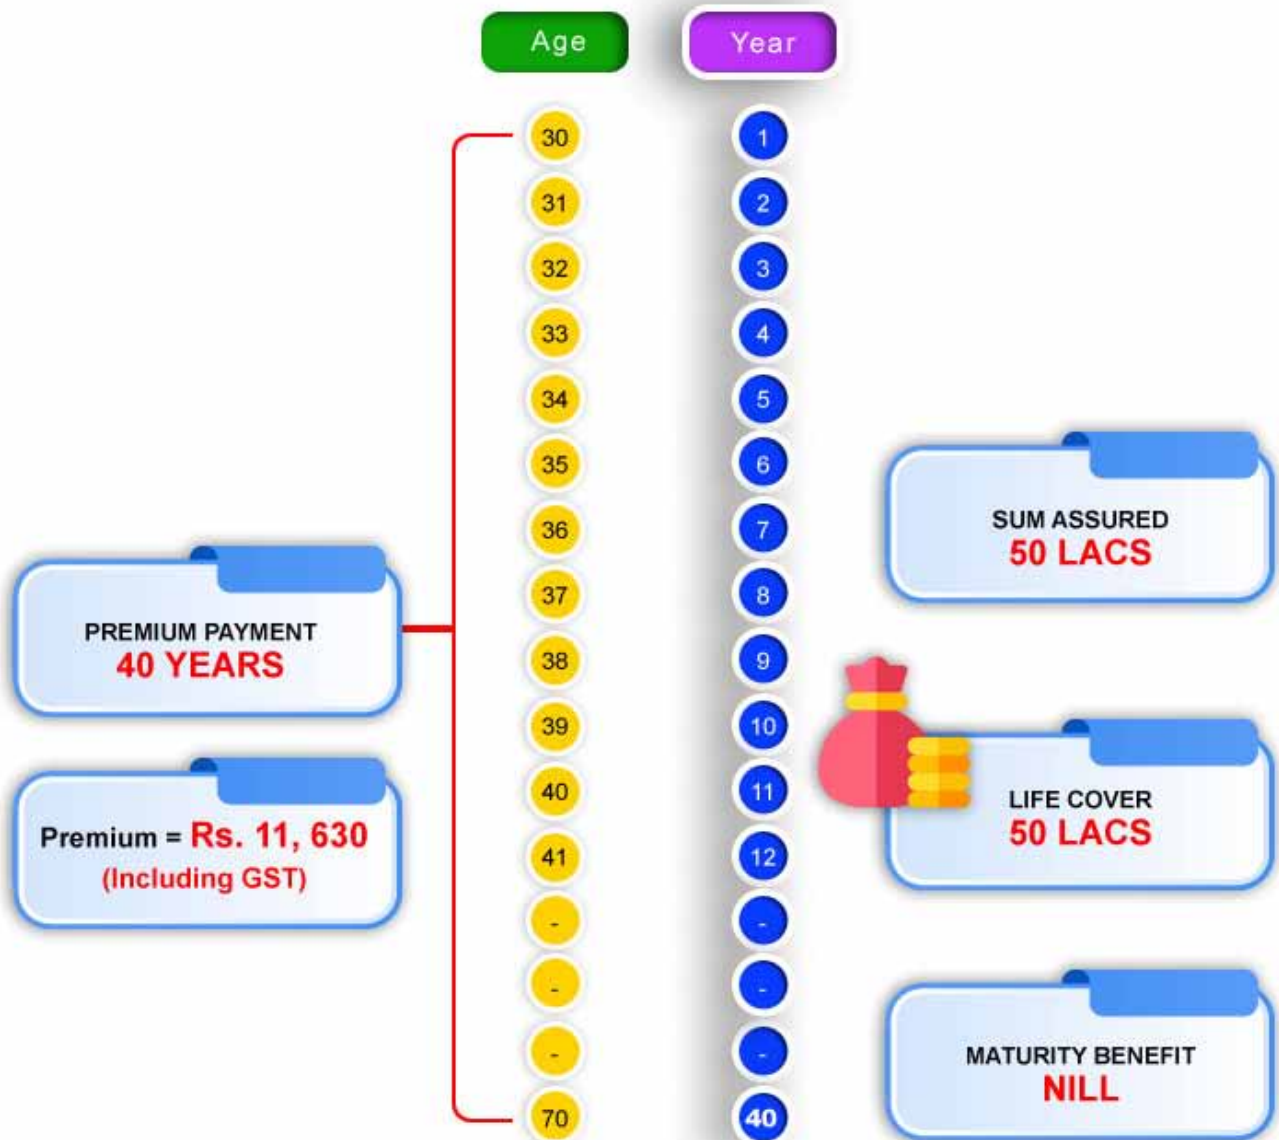 Age Year
30 1
31 2
32 3
33 4
34 5
35 6
36 7
37 8
38 9
39 10
40 11
41 12
- -
- -
- -
70 40
PREMIUM PAYMENT
40 YEARS
Premium = Rs. 11, 630
(Including GST)
SUM ASSURED
50 LACS
LIFE COVER
50 LACS
MATURITY BENEFIT
NILL